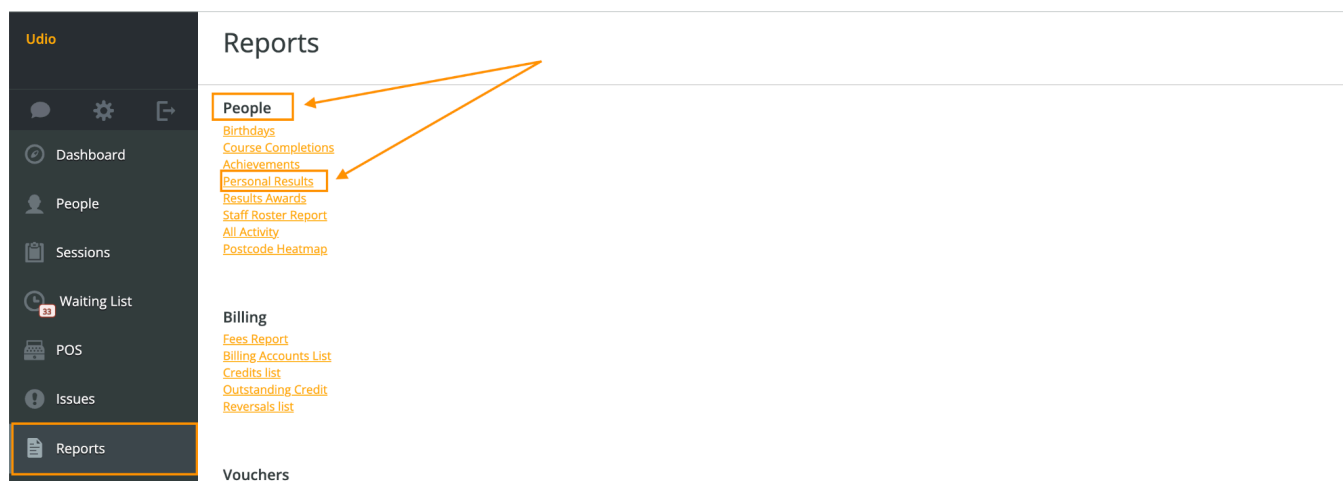 Udio
Reports
Dashboard
People
Sessions
Waiting List
33
POS
Issues
Reports
People
Birthdays
Course Completions
Achievements
Personal Results
Results Awards
Staff Roster Report
All Activity
Postcode Heatmap
Billing
Fees Report
Billing Accounts List
Credits list
Outstanding Credit
Reversals list
Vouchers